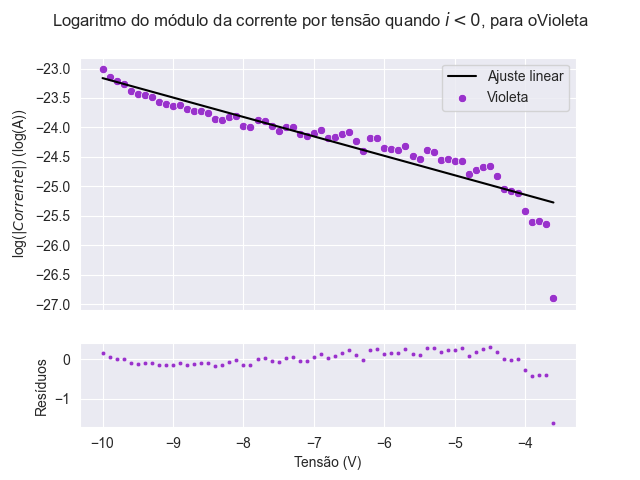 Logaritmo do módulo da corrente por tensão quando i < 0, para oVioleta
−23.0
−23.5
−24.0
−24.5
−25.0
−25.5
−26.0
−26.5
−27.0
log(|Corrente|) (log(A))
Ajuste linear
Violeta
0
−1
Resíduos
−10 −9 −8 −7 −6 −5 −4
Tensão (V)